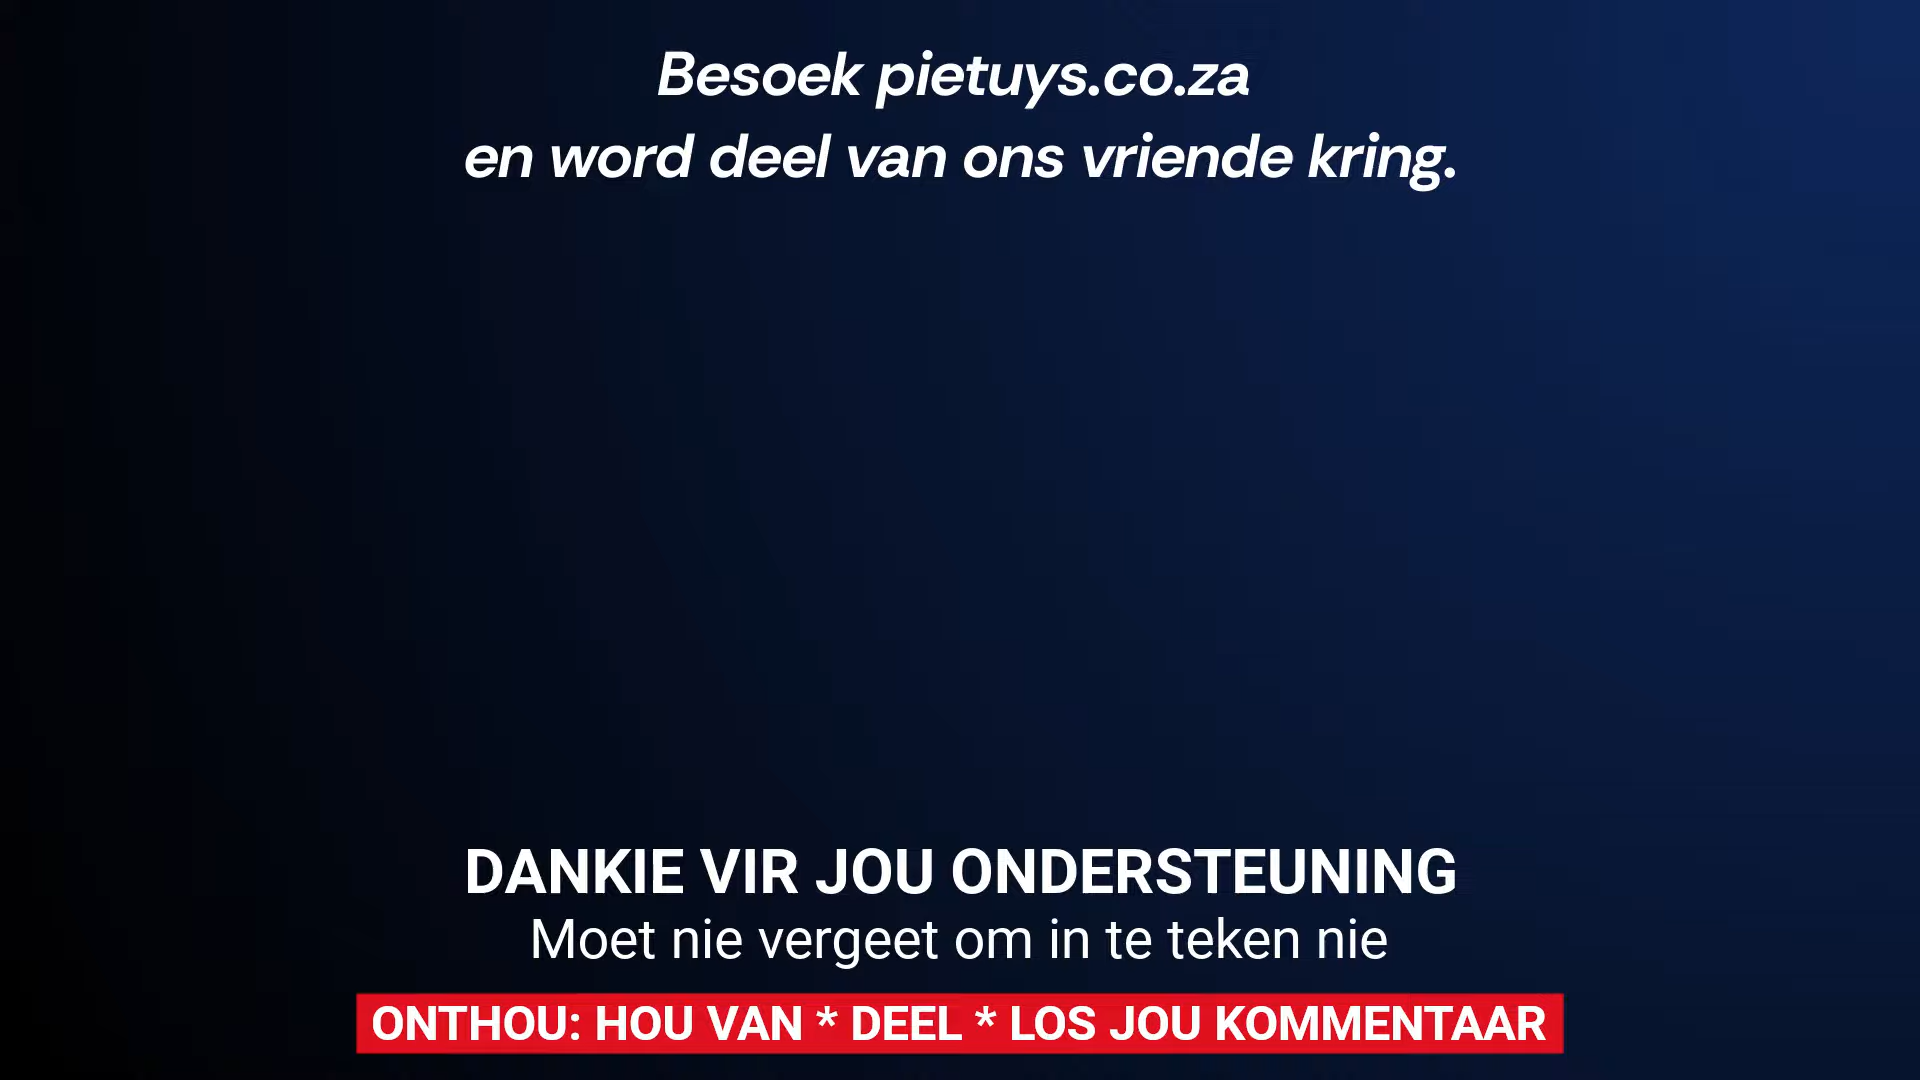 Besoek pietuys.co.za
en word deel van ons vriende kring.
DANKIE VIR JOU ONDERSTEUNING
Moet nie vergeet om in te teken nie
ONTHOU: HOU VAN * DEEL * LOS JOU KOMMENTAAR